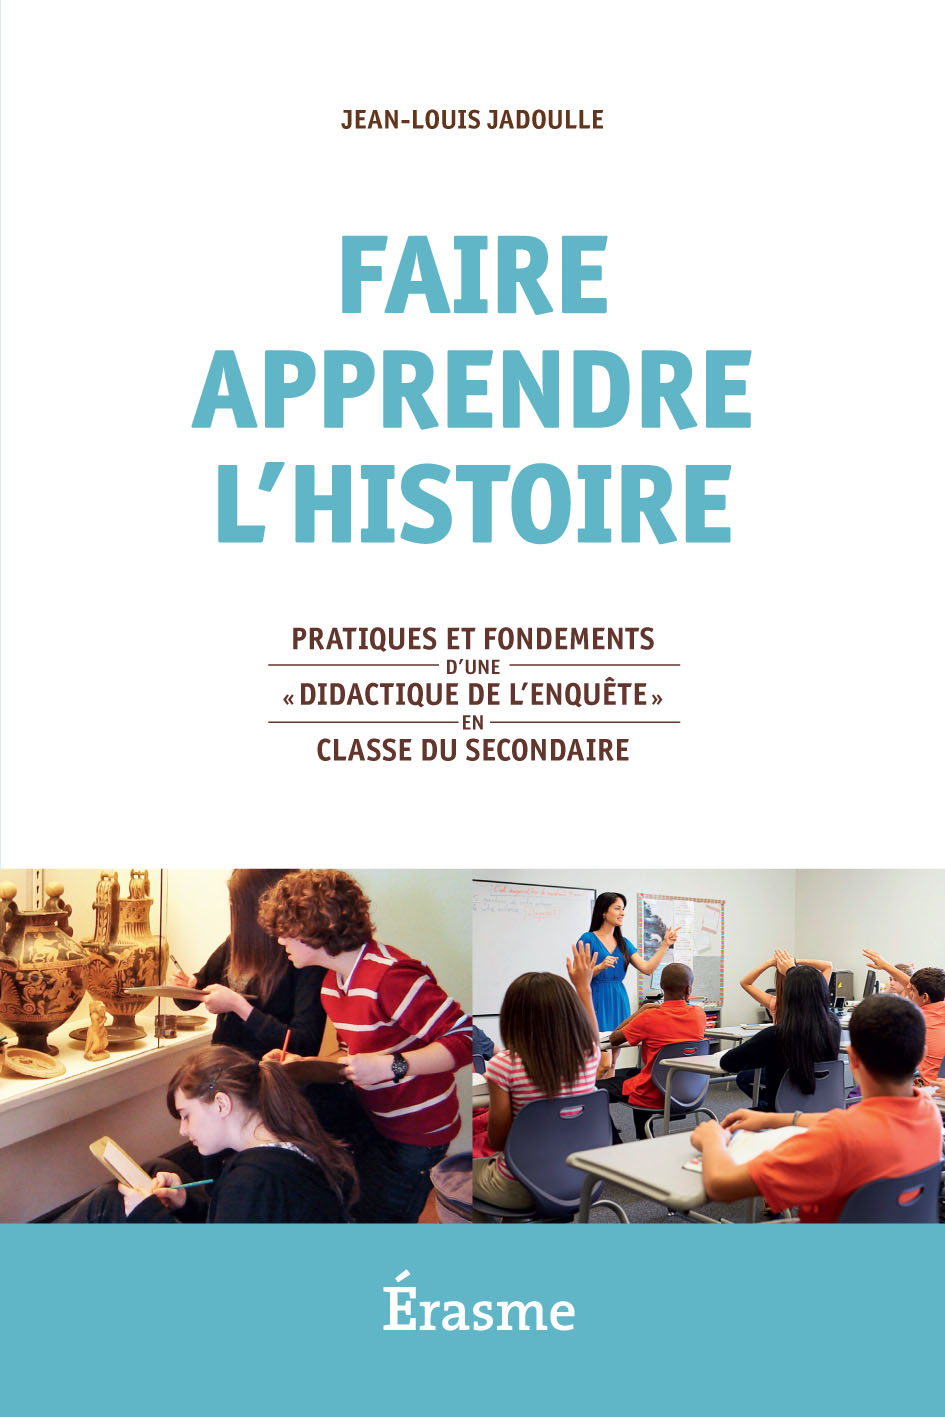 JEAN-LOUIS JADOULLE
FAIRE
APPRENDRE
L’HISTOIRE
PRATIQUES ET FONDEMENTS
D’UNE
« DIDACTIQUE DE L’ENQUÊTE »
EN
CLASSE DU SECONDAIRE
Érasme